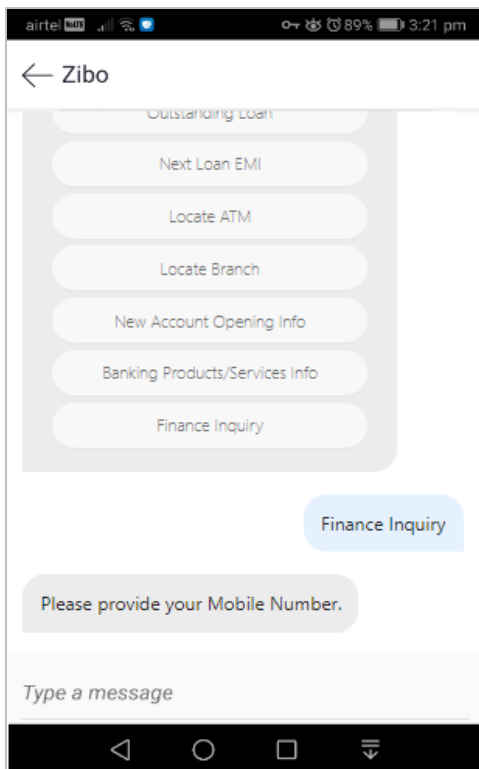 airtel VoLTE 89% 3:21 pm
Zibo
Outstanding Loan
Next Loan EMI
Locate ATM
Locate Branch
New Account Opening Info
Banking Products/Services Info
Finance Inquiry
Finance Inquiry
Please provide your Mobile Number.
Type a message